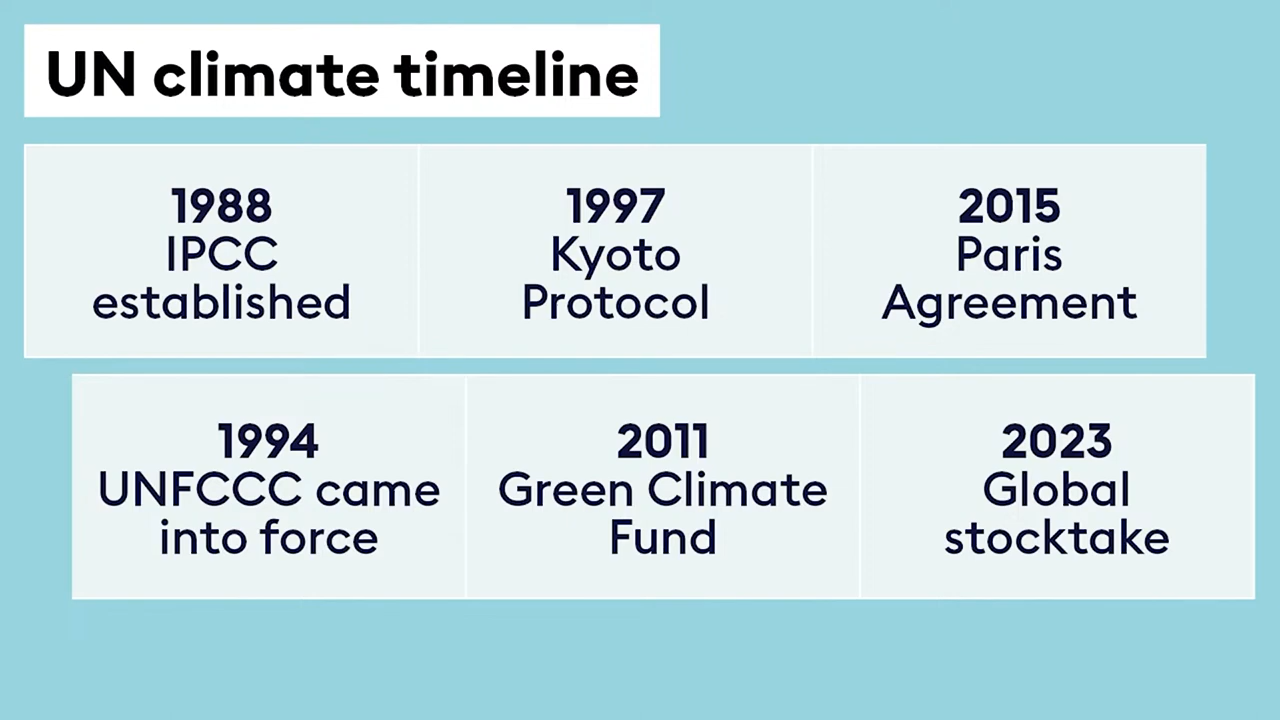 UN climate timeline
1988
IPCC
established
1997
Kyoto
Protocol
2015
Paris
Agreement
1994
UNFCCC came
into force
2011
Green Climate
Fund
2023
Global
stocktake